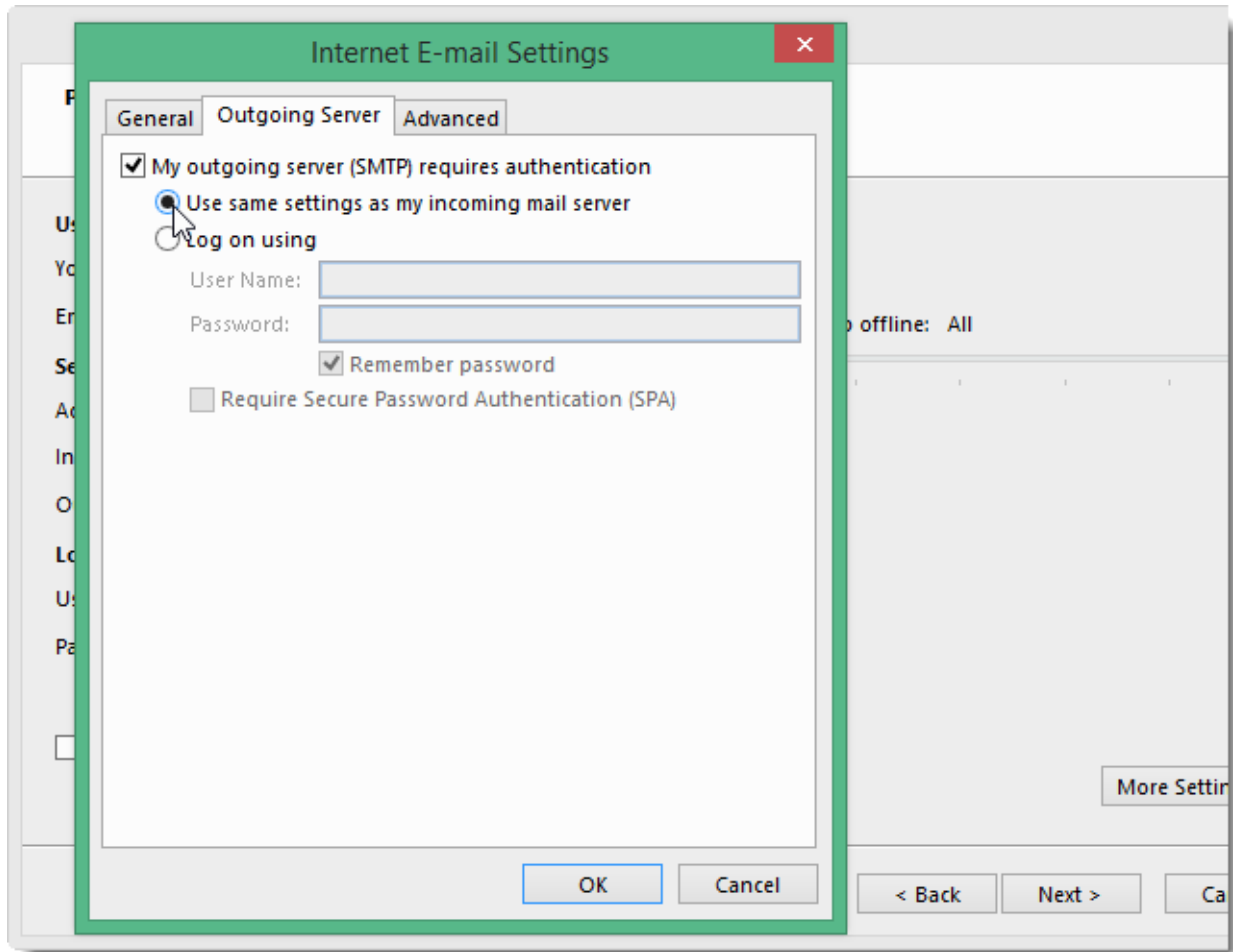 Internet E-mail Settings
General
Outgoing Server
Advanced
My outgoing server (SMTP) requires authentication
Use same settings as my incoming mail server
Log on using
User Name:
Password:
Remember password
Require Secure Password Authentication (SPA)
offline: All
OK
Cancel
< Back
Next >